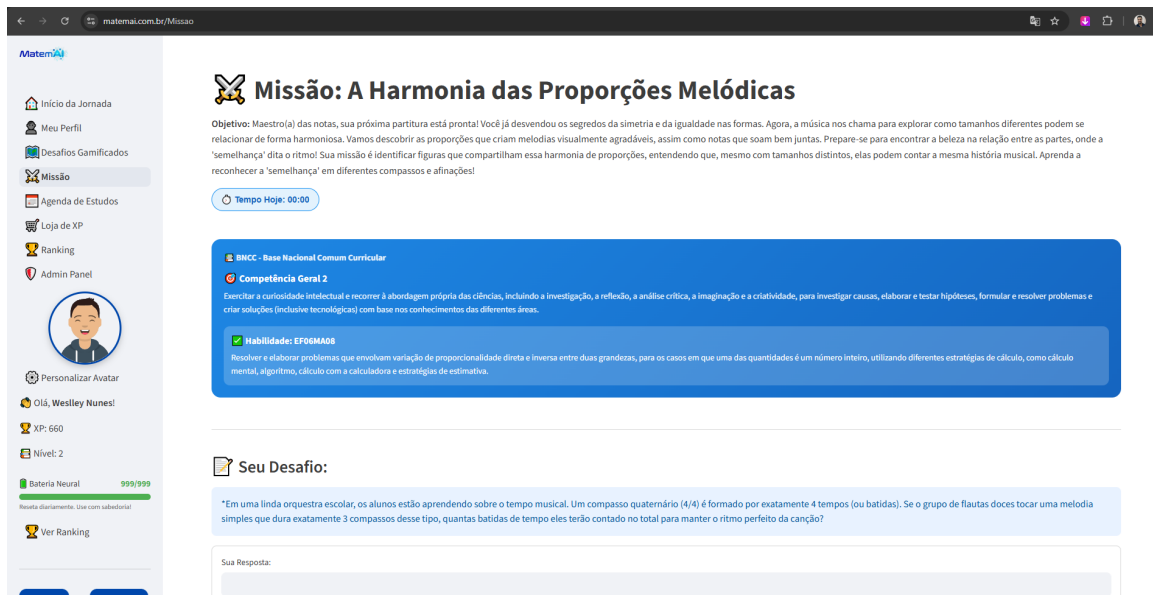 matemai.com.br/Missao
MatemAI
Início da Jornada
Meu Perfil
Desafios Gamificados
Missão
Agenda de Estudos
Loja de XP
Ranking
Admin Panel
Personalizar Avatar
Olá, Weslley Nunes!
XP: 660
Nível: 2
Bateria Neural 999/999
Reseta diariamente. Use com sabedoria!
Ver Ranking
Missão: A Harmonia das Proporções Melódicas
Objetivo: Maestro(a) das notas, sua próxima partitura está pronta! Você já desvendou os segredos da simetria e da igualdade nas formas. Agora, a música nos chama para explorar como tamanhos diferentes podem se
relacionar de forma harmoniosa. Vamos descobrir as proporções que criam melodias visualmente agradáveis, assim como notas que soam bem juntas. Prepare-se para encontrar a beleza na relação entre as partes, onde a
'semelhança' dita o ritmo! Sua missão é identificar figuras que compartilham essa harmonia de proporções, entendendo que, mesmo com tamanhos distintos, elas podem contar a mesma história musical. Aprenda a
reconhecer a 'semelhança' em diferentes compassos e afinações!
Tempo Hoje: 00:00
BNCC - Base Nacional Comum Curricular
Competência Geral 2
Exercitar a curiosidade intelectual e recorrer à abordagem própria das ciências, incluindo a investigação, a reflexão, a análise crítica, a imaginação e a criatividade, para investigar causas, elaborar e testar hipóteses, formular e resolver problemas e
criar soluções (inclusive tecnológicas) com base nos conhecimentos das diferentes áreas.
Habilidade: EF06MA08
Resolver e elaborar problemas que envolvam variação de proporcionalidade direta e inversa entre duas grandezas, para os casos em que uma das quantidades é um número inteiro, utilizando diferentes estratégias de cálculo, como cálculo
mental, algoritmo, cálculo com a calculadora e estratégias de estimativa.
Seu Desafio:
"Em uma linda orquestra escolar, os alunos estão aprendendo sobre o tempo musical. Um compasso quaternário (4/4) é formado por exatamente 4 tempos (ou batidas). Se o grupo de flautas doces tocar uma melodia
simples que dura exatamente 3 compassos desse tipo, quantas batidas de tempo eles terão contado no total para manter o ritmo perfeito da canção?
Sua Resposta: